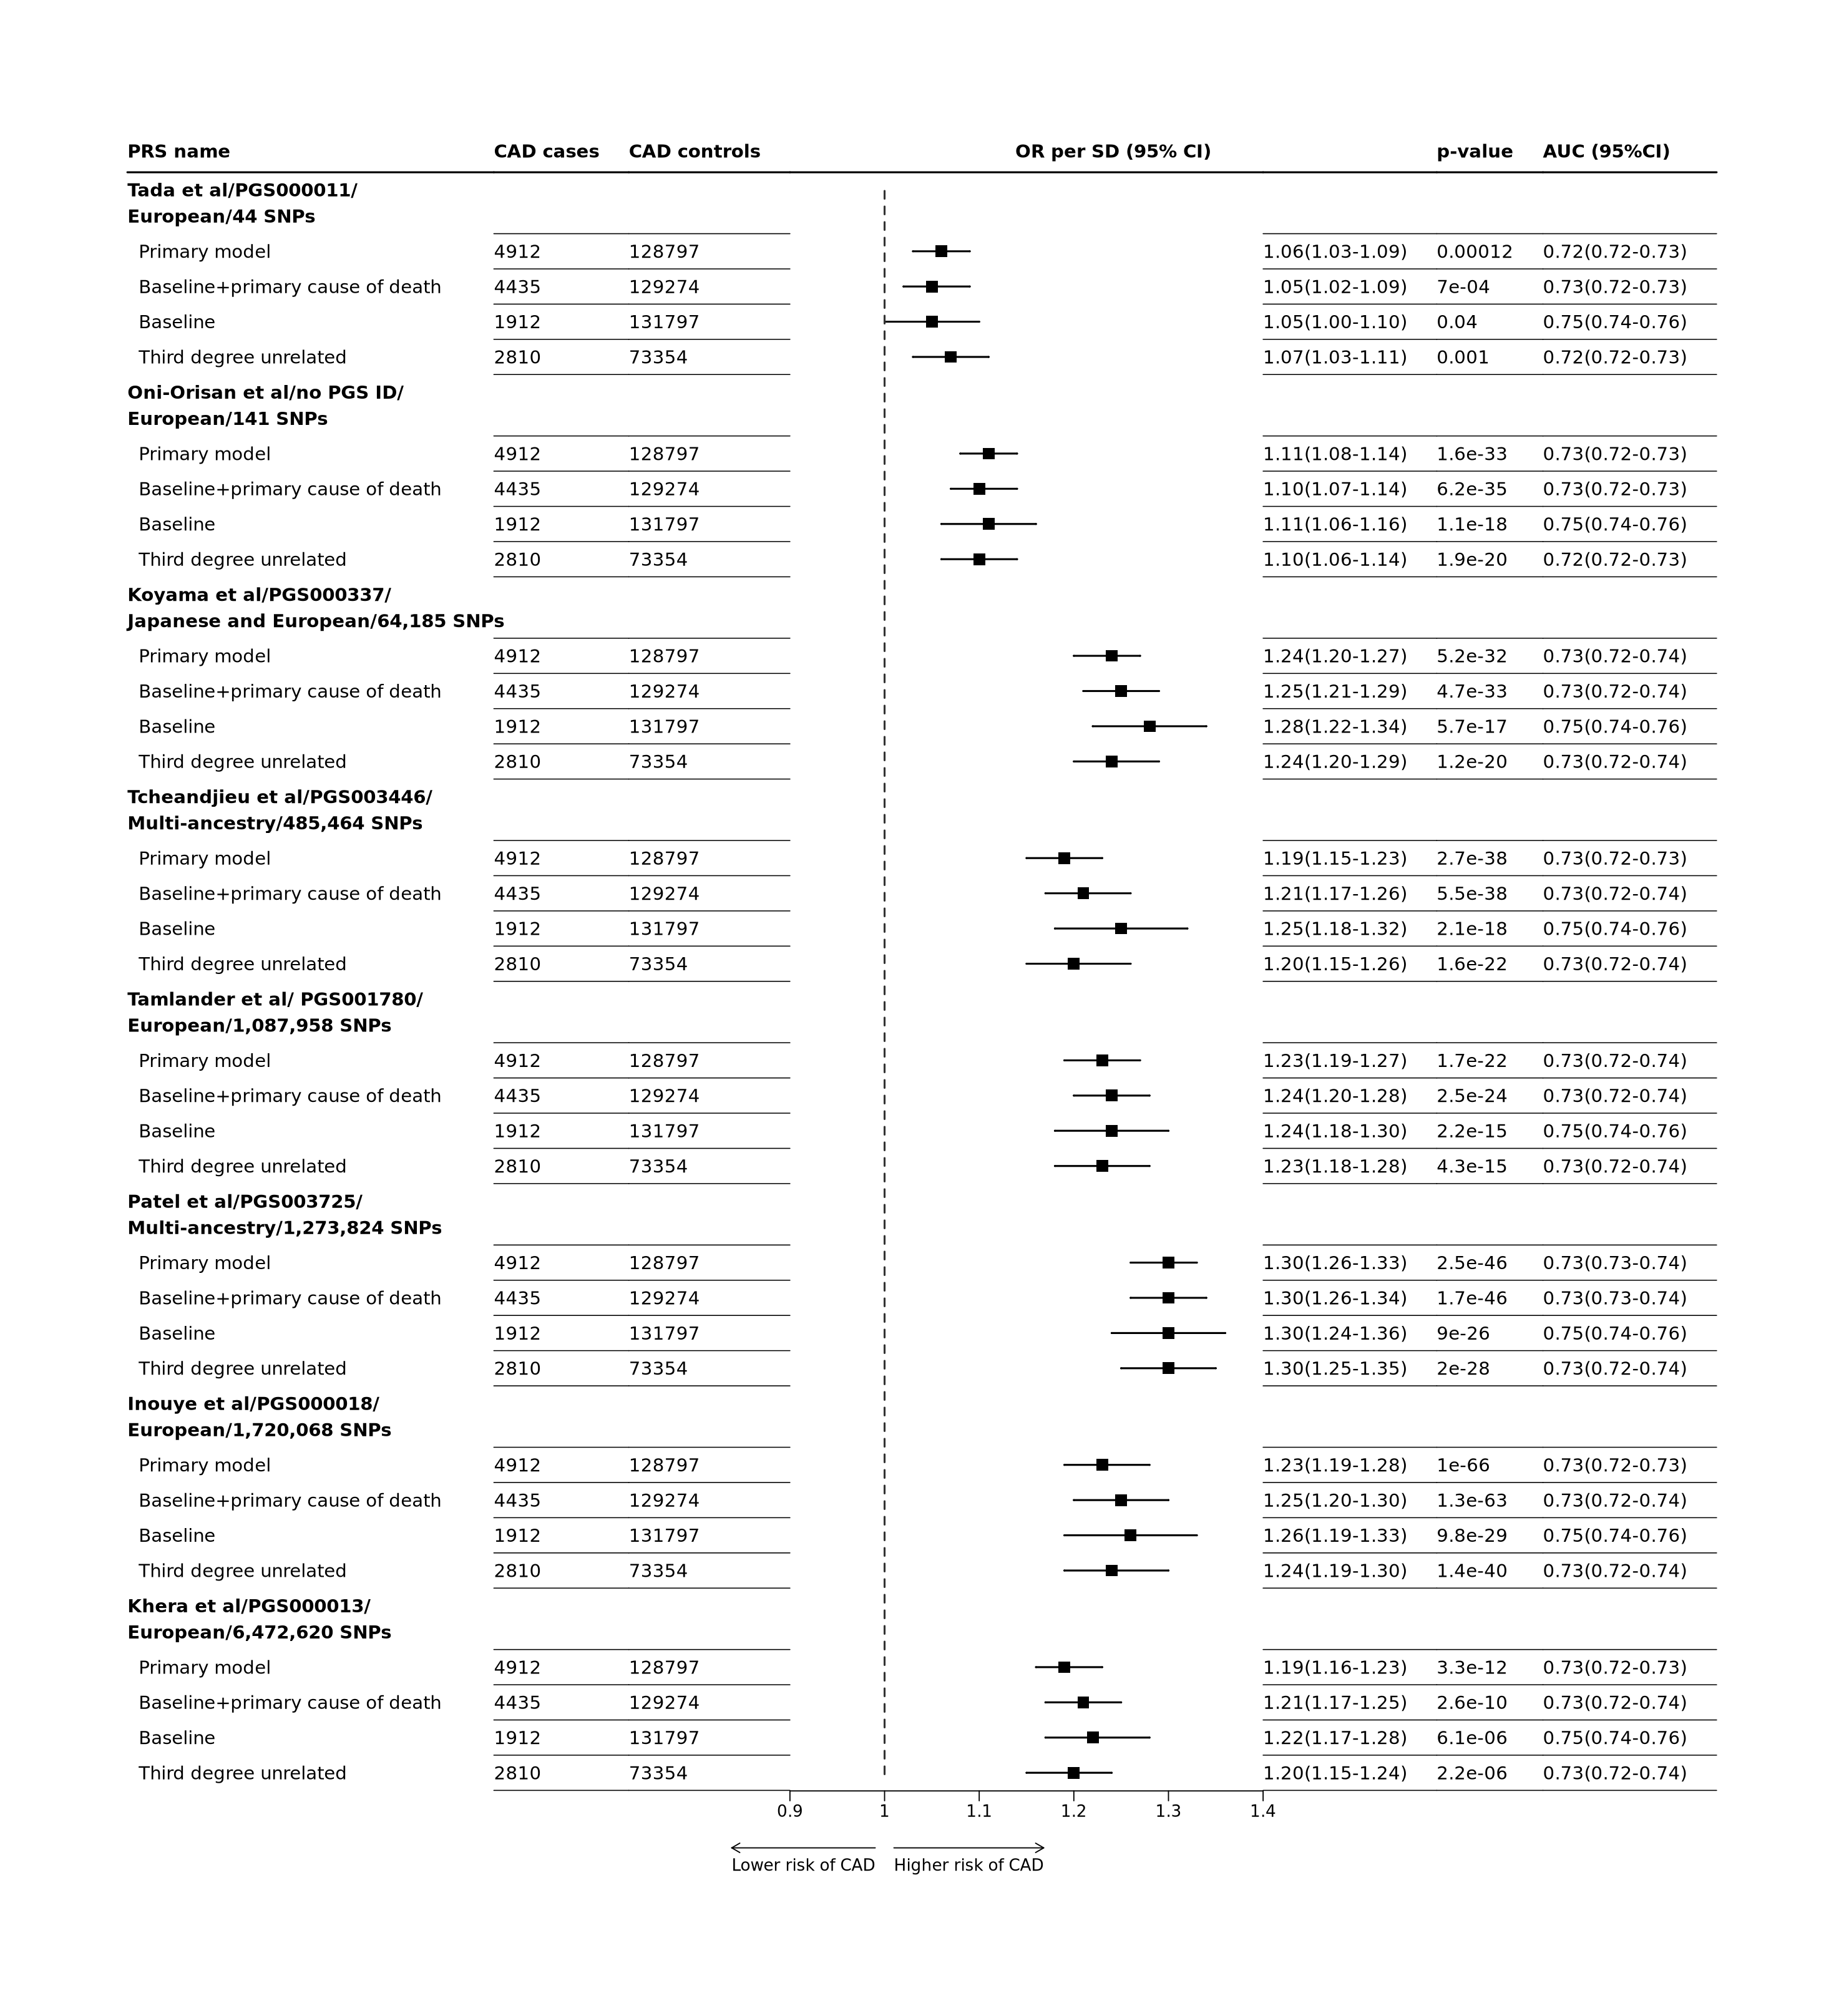 PRS name CAD cases CAD controls OR per SD (95% CI) p-value AUC (95%CI)
Tada et al/PGS000011/
European/44 SNPs
Primary model 4912 128797 1.06(1.03-1.09) 0.00012 0.72(0.72-0.73)
Baseline+primary cause of death 4435 129274 1.05(1.02-1.09) 7e-04 0.73(0.72-0.73)
Baseline 1912 131797 1.05(1.00-1.10) 0.04 0.75(0.74-0.76)
Third degree unrelated 2810 73354 1.07(1.03-1.11) 0.001 0.72(0.72-0.73)
Oni-Orisan et al/no PGS ID/
European/141 SNPs
Primary model 4912 128797 1.11(1.08-1.14) 1.6e-33 0.73(0.72-0.73)
Baseline+primary cause of death 4435 129274 1.10(1.07-1.14) 6.2e-35 0.73(0.72-0.73)
Baseline 1912 131797 1.11(1.06-1.16) 1.1e-18 0.75(0.74-0.76)
Third degree unrelated 2810 73354 1.10(1.06-1.14) 1.9e-20 0.72(0.72-0.73)
Koyama et al/PGS000337/
Japanese and European/64,185 SNPs
Primary model 4912 128797 1.24(1.20-1.27) 5.2e-32 0.73(0.72-0.74)
Baseline+primary cause of death 4435 129274 1.25(1.21-1.29) 4.7e-33 0.73(0.72-0.74)
Baseline 1912 131797 1.28(1.22-1.34) 5.7e-17 0.75(0.74-0.76)
Third degree unrelated 2810 73354 1.24(1.20-1.29) 1.2e-20 0.73(0.72-0.74)
Tcheandjieu et al/PGS003446/
Multi-ancestry/485,464 SNPs
Primary model 4912 128797 1.19(1.15-1.23) 2.7e-38 0.73(0.72-0.73)
Baseline+primary cause of death 4435 129274 1.21(1.17-1.26) 5.5e-38 0.73(0.72-0.74)
Baseline 1912 131797 1.25(1.18-1.32) 2.1e-18 0.75(0.74-0.76)
Third degree unrelated 2810 73354 1.20(1.15-1.26) 1.6e-22 0.73(0.72-0.74)
Tamlander et al/ PGS001780/
European/1,087,958 SNPs
Primary model 4912 128797 1.23(1.19-1.27) 1.7e-22 0.73(0.72-0.74)
Baseline+primary cause of death 4435 129274 1.24(1.20-1.28) 2.5e-24 0.73(0.72-0.74)
Baseline 1912 131797 1.24(1.18-1.30) 2.2e-15 0.75(0.74-0.76)
Third degree unrelated 2810 73354 1.23(1.18-1.28) 4.3e-15 0.73(0.72-0.74)
Patel et al/PGS003725/
Multi-ancestry/1,273,824 SNPs
Primary model 4912 128797 1.30(1.26-1.33) 2.5e-46 0.73(0.73-0.74)
Baseline+primary cause of death 4435 129274 1.30(1.26-1.34) 1.7e-46 0.73(0.73-0.74)
Baseline 1912 131797 1.30(1.24-1.36) 9e-26 0.75(0.74-0.76)
Third degree unrelated 2810 73354 1.30(1.25-1.35) 2e-28 0.73(0.72-0.74)
Inouye et al/PGS000018/
European/1,720,068 SNPs
Primary model 4912 128797 1.23(1.19-1.28) 1e-66 0.73(0.72-0.73)
Baseline+primary cause of death 4435 129274 1.25(1.20-1.30) 1.3e-63 0.73(0.72-0.74)
Baseline 1912 131797 1.26(1.19-1.33) 9.8e-29 0.75(0.74-0.76)
Third degree unrelated 2810 73354 1.24(1.19-1.30) 1.4e-40 0.73(0.72-0.74)
Khera et al/PGS000013/
European/6,472,620 SNPs
Primary model 4912 128797 1.19(1.16-1.23) 3.3e-12 0.73(0.72-0.73)
Baseline+primary cause of death 4435 129274 1.21(1.17-1.25) 2.6e-10 0.73(0.72-0.74)
Baseline 1912 131797 1.22(1.17-1.28) 6.1e-06 0.75(0.74-0.76)
Third degree unrelated 2810 73354 1.20(1.15-1.24) 2.2e-06 0.73(0.72-0.74)
0.9 1 1.1 1.2 1.3 1.4
Lower risk of CAD Higher risk of CAD